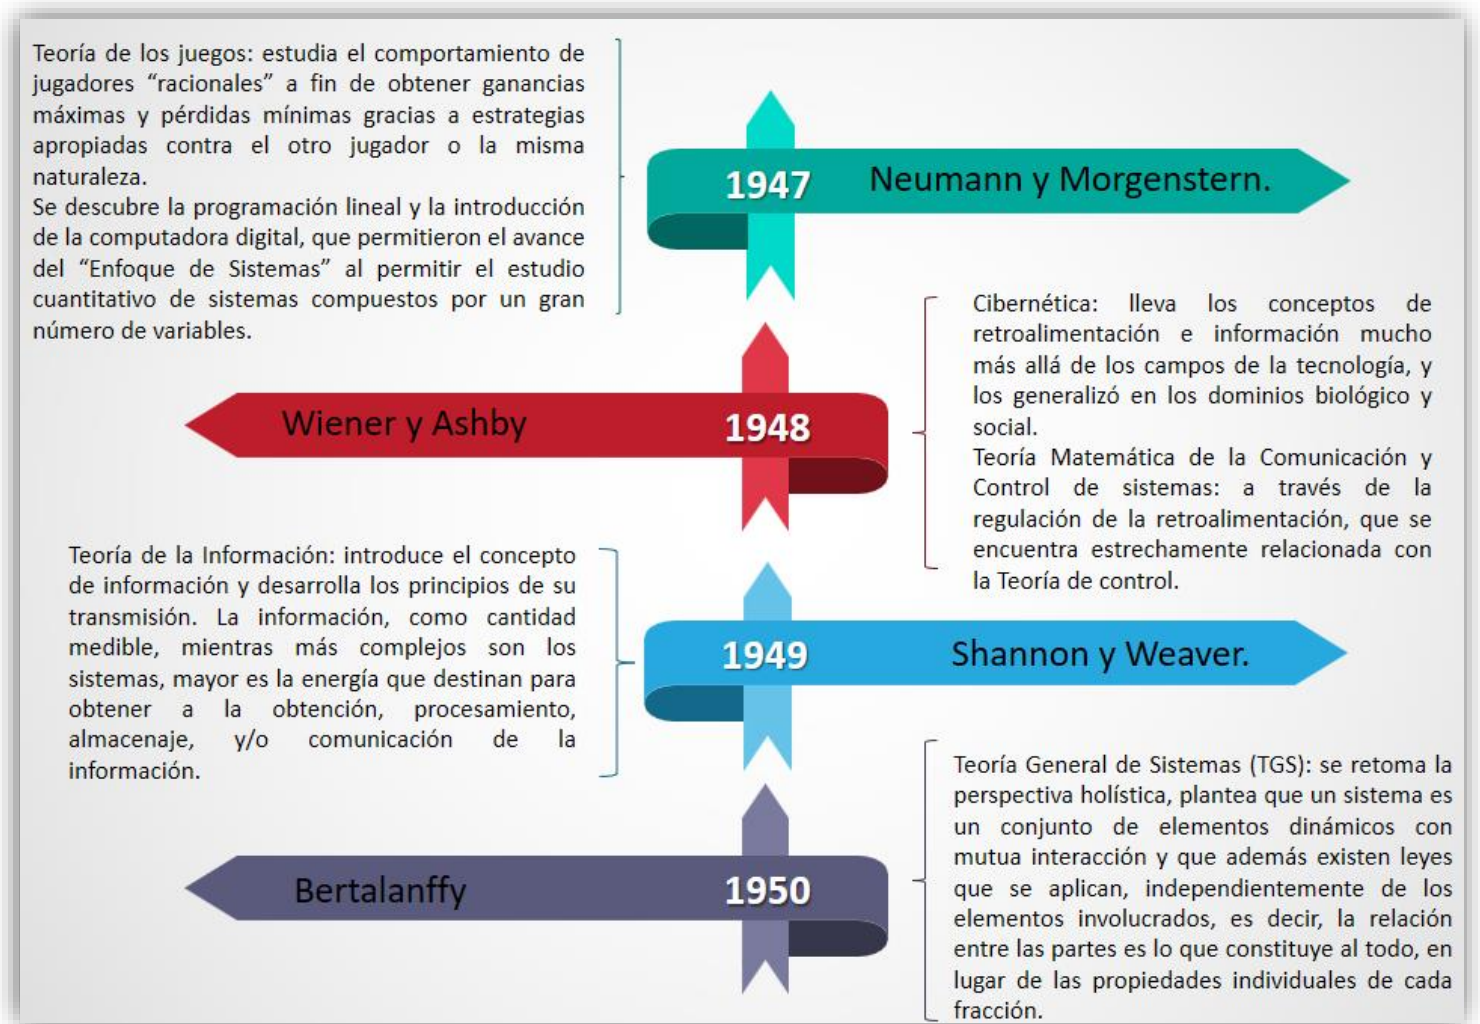 Teoría de los juegos: estudia el comportamiento de
jugadores “racionales” a fin de obtener ganancias
máximas y pérdidas mínimas gracias a estrategias
apropiadas contra el otro jugador o la misma
naturaleza.
Se descubre la programación lineal y la introducción
de la computadora digital, que permitieron el avance
del “Enfoque de Sistemas” al permitir el estudio
cuantitativo de sistemas compuestos por un gran
número de variables.
1947
Neumann y Morgenstern.
Wiener y Ashby
1948
Cibernética: lleva los conceptos de
retroalimentación e información mucho
más allá de los campos de la tecnología, y
los generalizó en los dominios biológico y
social.
Teoría Matemática de la Comunicación y
Control de sistemas: a través de la
regulación de la retroalimentación, que se
encuentra estrechamente relacionada con
la Teoría de control.
Teoría de la Información: introduce el concepto
de información y desarrolla los principios de su
transmisión. La información, como cantidad
medible, mientras más complejos son los
sistemas, mayor es la energía que destinan para
obtener a la obtención, procesamiento,
almacenaje, y/o comunicación de la
información.
1949
Shannon y Weaver.
Bertalanffy
1950
Teoría General de Sistemas (TGS): se retoma la
perspectiva holística, plantea que un sistema es
un conjunto de elementos dinámicos con
mutua interacción y que además existen leyes
que se aplican, independientemente de los
elementos involucrados, es decir, la relación
entre las partes es lo que constituye al todo, en
lugar de las propiedades individuales de cada
fracción.